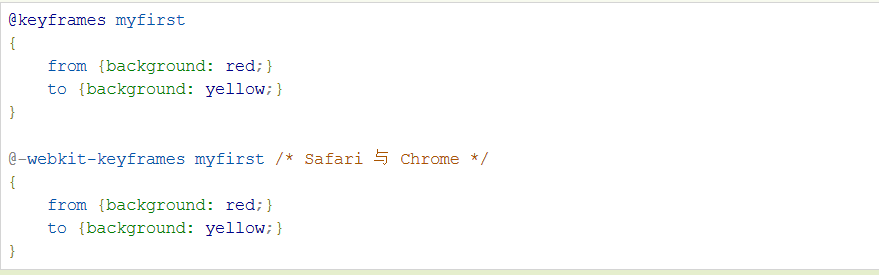 @keyframes myfirst
{
    from {background: red;}
    to {background: yellow;}
}

@-webkit-keyframes myfirst /* Safari 与 Chrome */
{
    from {background: red;}
    to {background: yellow;}
}